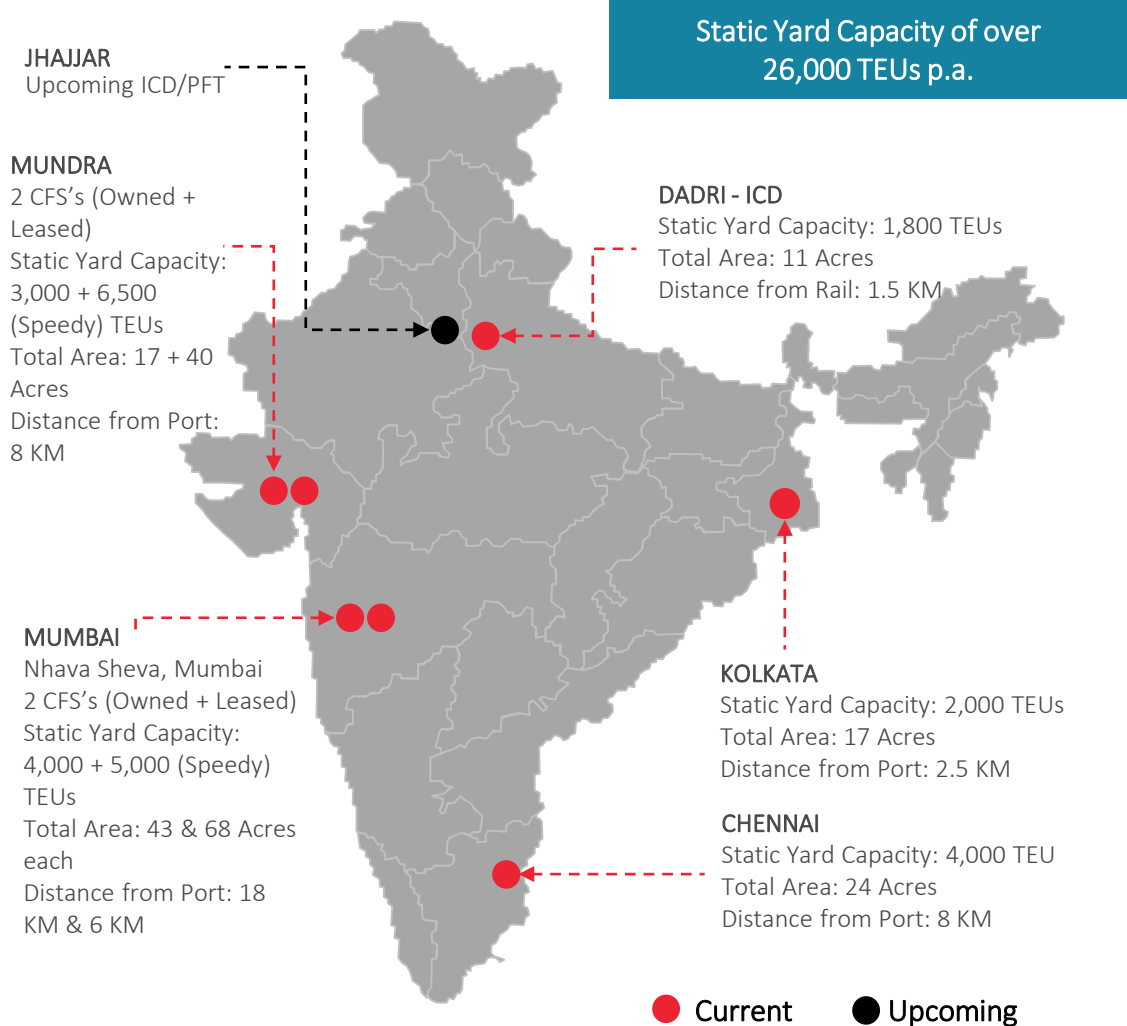 Static Yard Capacity of over
26,000 TEUs p.a.
JHAJJAR
Upcoming ICD/PFT
MUNDRA
2 CFS’s (Owned +
Leased)
Static Yard Capacity:
3,000 + 6,500
(Speedy) TEUs
Total Area: 17 + 40
Acres
Distance from Port:
8 KM
DADRI - ICD
Static Yard Capacity: 1,800 TEUs
Total Area: 11 Acres
Distance from Rail: 1.5 KM
MUMBAI
Nhava Sheva, Mumbai
2 CFS’s (Owned + Leased)
Static Yard Capacity:
4,000 + 5,000 (Speedy)
TEUs
Total Area: 43 & 68 Acres
each
Distance from Port: 18
KM & 6 KM
KOLKATA
Static Yard Capacity: 2,000 TEUs
Total Area: 17 Acres
Distance from Port: 2.5 KM
CHENNAI
Static Yard Capacity: 4,000 TEU
Total Area: 24 Acres
Distance from Port: 8 KM
Current
Upcoming